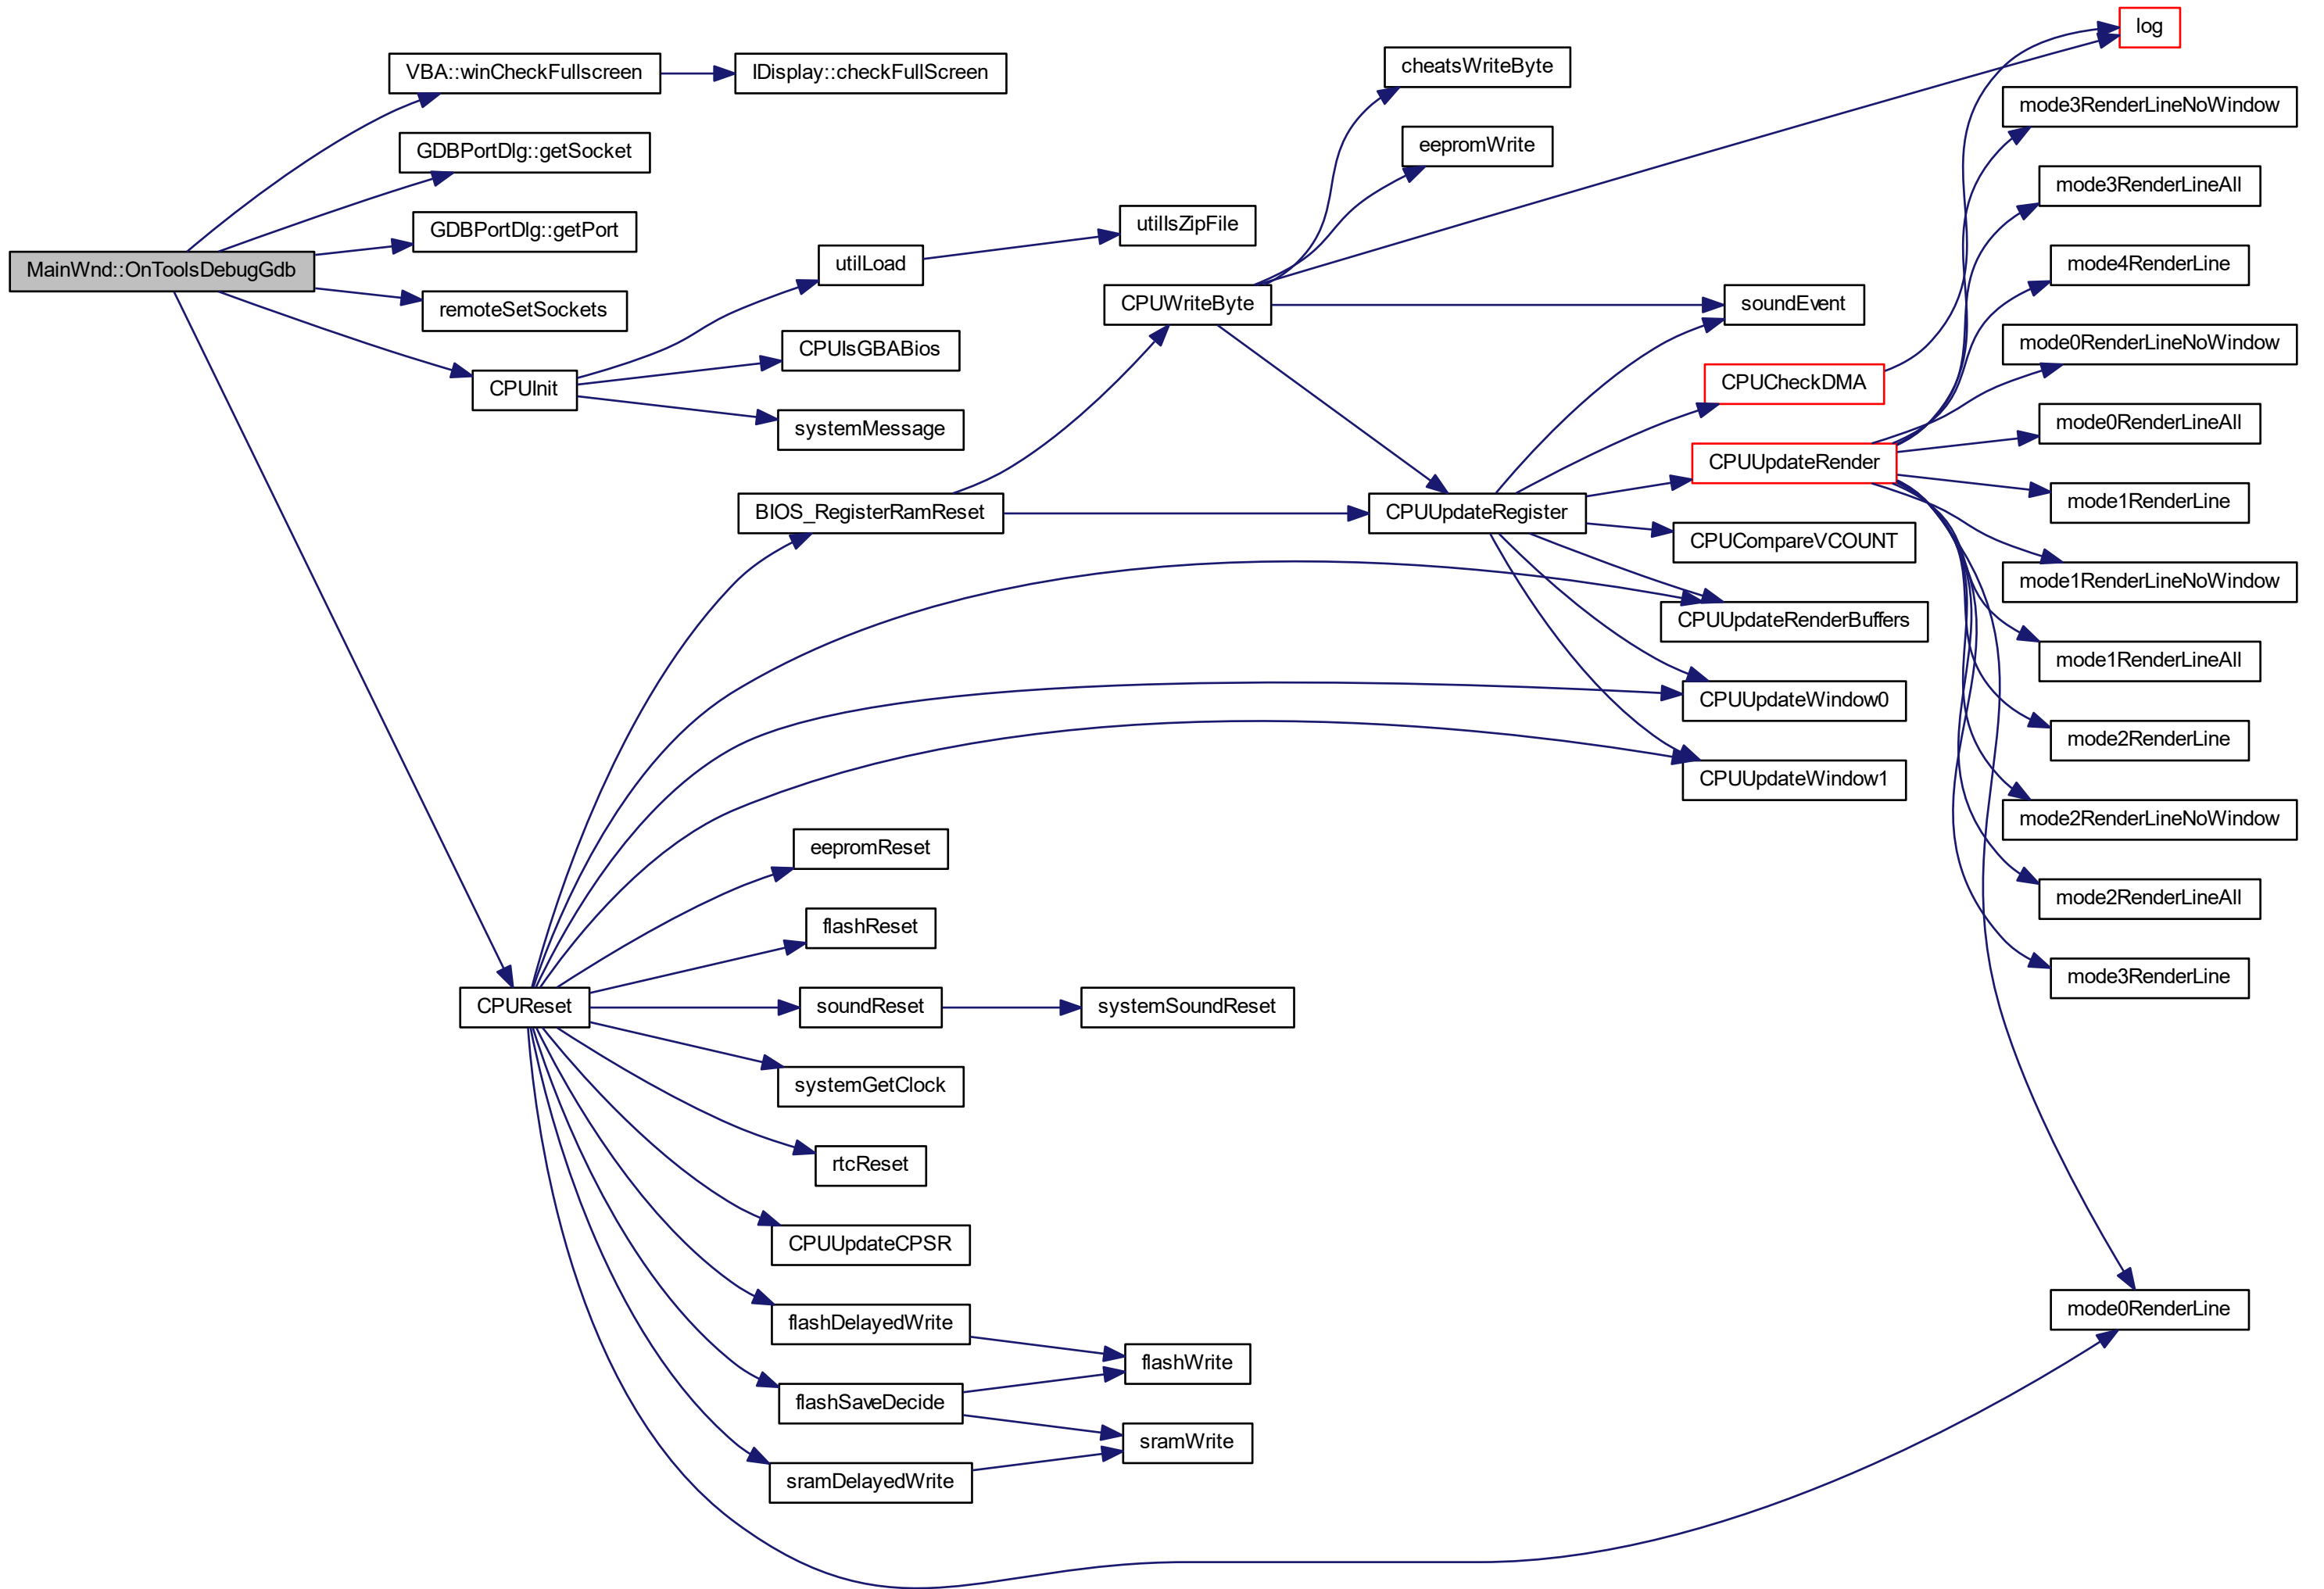 MainWnd::OnToolsDebugGdb
VBA::winCheckFullscreen
IDisplay::checkFullScreen
GDBPortDlg::getSocket
GDBPortDlg::getPort
remoteSetSockets
CPUInit
utilLoad
utilIsZipFile
CPUIsGBABios
systemMessage
CPUReset
BIOS_RegisterRamReset
CPUWriteByte
cheatsWriteByte
eepromWrite
log
soundEvent
CPUUpdateRegister
CPUCheckDMA
CPUUpdateRender
CPUCompareVCOUNT
CPUUpdateRenderBuffers
CPUUpdateWindow0
CPUUpdateWindow1
mode3RenderLineNoWindow
mode3RenderLineAll
mode4RenderLine
mode0RenderLineNoWindow
mode0RenderLineAll
mode1RenderLine
mode1RenderLineNoWindow
mode1RenderLineAll
mode2RenderLine
mode2RenderLineNoWindow
mode2RenderLineAll
mode3RenderLine
mode0RenderLine
eepromReset
flashReset
soundReset
systemSoundReset
systemGetClock
rtcReset
CPUUpdateCPSR
flashDelayedWrite
flashWrite
flashSaveDecide
sramWrite
sramDelayedWrite